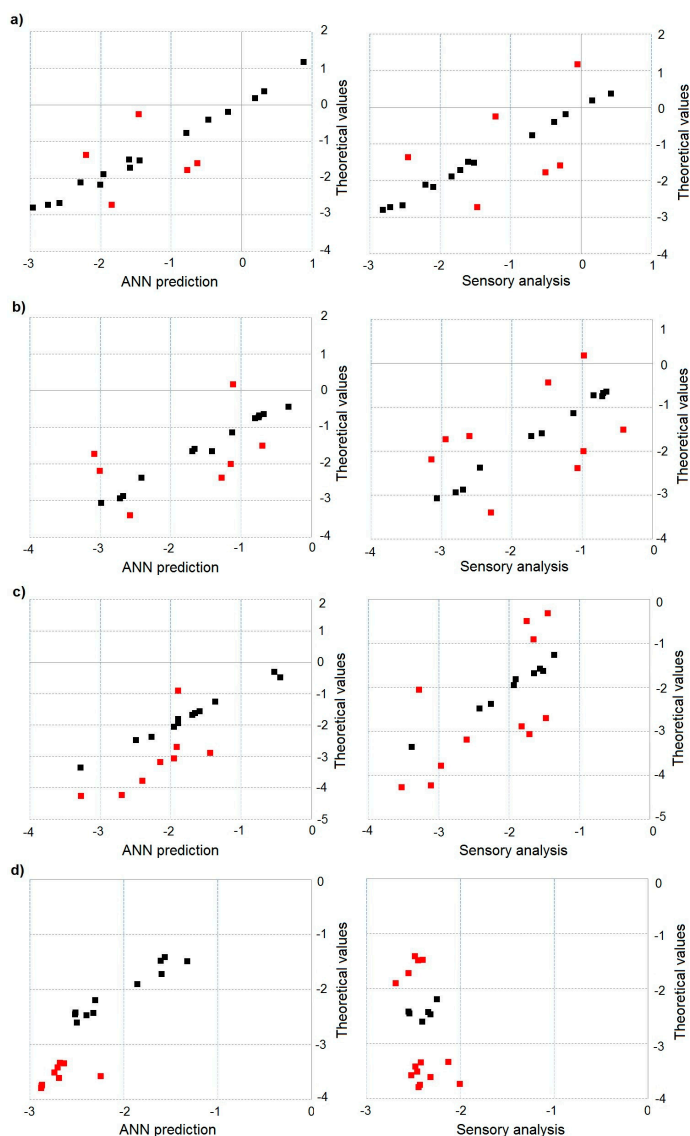 a)
2
1
0
-1
-2
-3
-4
Theoretical values
-3 -2 -1 0 1
ANN prediction
2
1
0
-1
-2
-3
-4
Theoretical values
-3 -2 -1 0 1
Sensory analysis
b)
2
1
0
-1
-2
-3
-4
Theoretical values
-4 -3 -2 -1 0
ANN prediction
1
0
-1
-2
-3
-4
Theoretical values
-4 -3 -2 -1 0
Sensory analysis
c)
2
1
0
-1
-2
-3
-4
-5
Theoretical values
-4 -3 -2 -1 0
ANN prediction
0
-1
-2
-3
-4
-5
Theoretical values
-4 -3 -2 -1 0
Sensory analysis
d)
0
-1
-2
-3
-4
Theoretical values
-3 -2 -1 0
ANN prediction
0
-1
-2
-3
-4
Theoretical values
-3 -2 -1 0
Sensory analysis